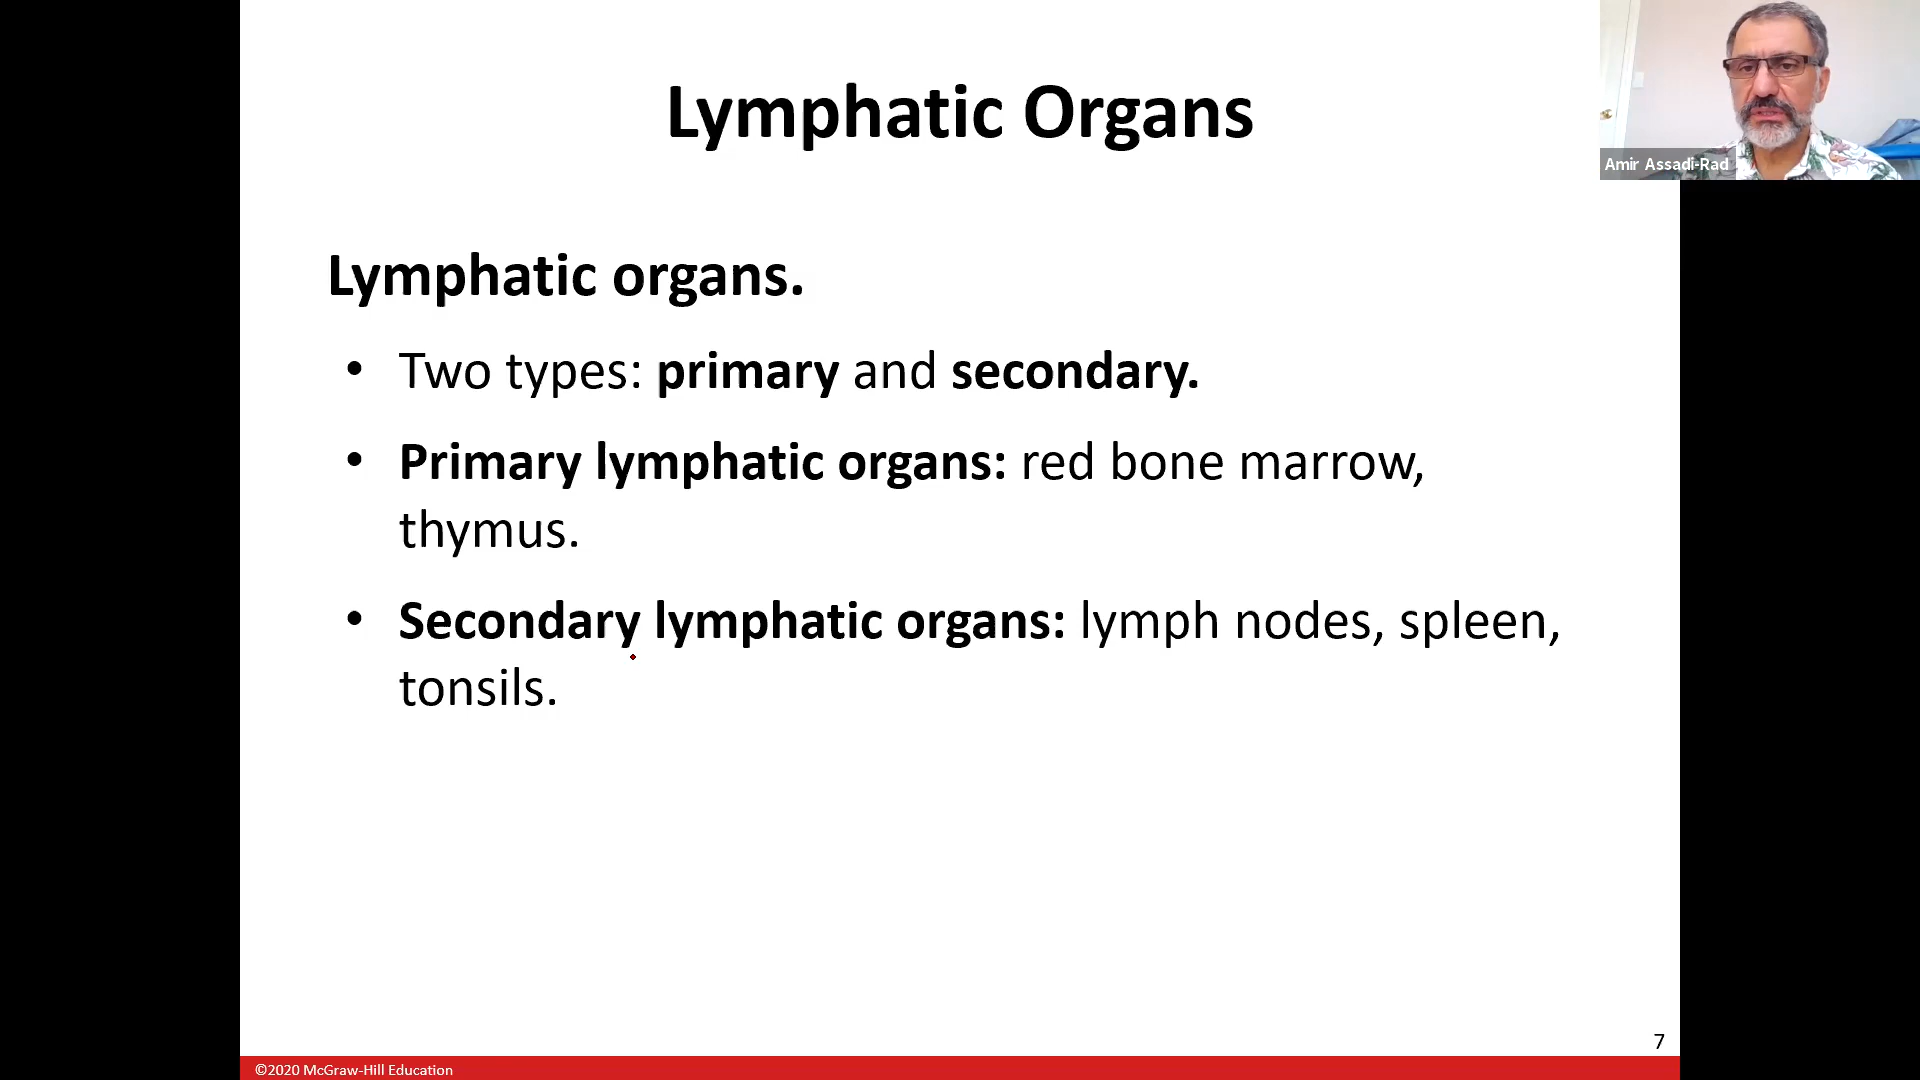 Lymphatic Organs
Amir Assadi-Rad
Lymphatic organs.
• Two types: primary and secondary.
• Primary lymphatic organs: red bone marrow,
thymus.
• Secondary lymphatic organs: lymph nodes, spleen,
tonsils.
7
©2020 McGraw-Hill Education